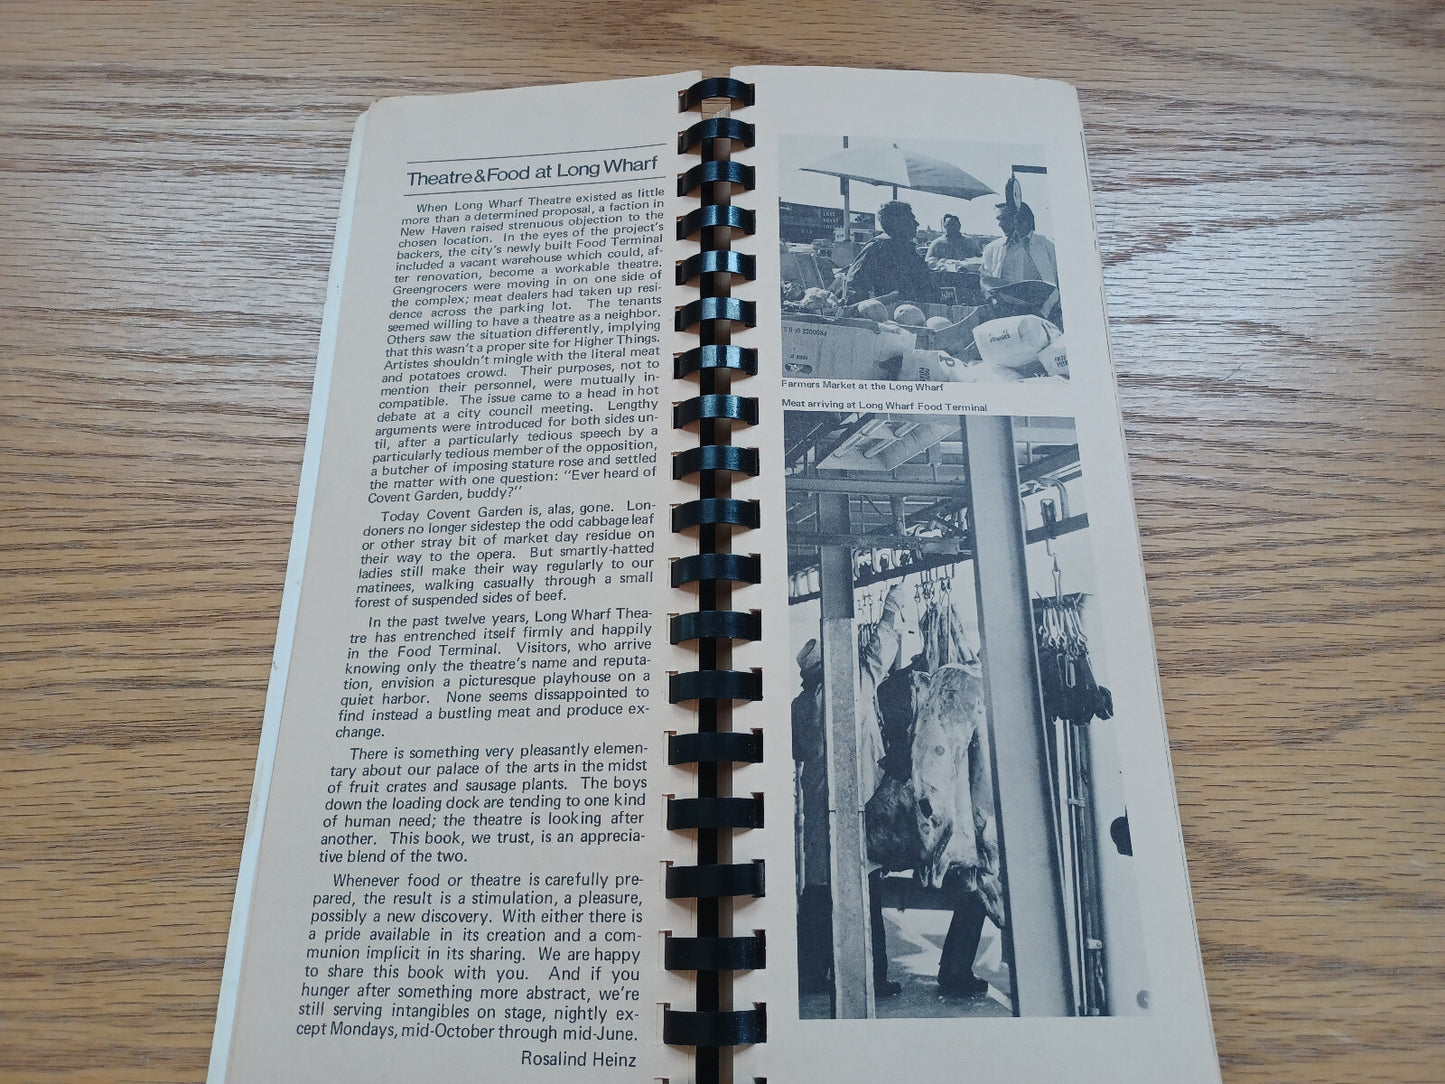 Theatre&Food at Long Wharf
When Long Wharf Theatre existed as little
more than a determined proposal, a faction in
New Haven raised strenuous objection to the
chosen location. In the eyes of the project's
backers, the city's newly built Food Terminal
included a vacant warehouse which could, af-
ter renovation, become a workable theatre.
Greengrocers were moving in on one side of
the complex; meat dealers had taken up resi-
dence across the parking lot. The tenants
seemed willing to have a theatre as a neighbor.
Others saw the situation differently, implying
that this wasn't a proper site for Higher Things.
Artistes shouldn't mingle with the literal meat
and potatoes crowd. Their purposes, not to
mention their personnel, were mutually in-
compatible. The issue came to a head in hot
debate at a city council meeting. Lengthy
arguments were introduced for both sides un-
til, after a particularly tedious speech by a
particularly tedious member of the opposition,
a butcher of imposing stature rose and settled
the matter with one question: "Ever heard of
Covent Garden, buddy?"
Today Covent Garden is, alas, gone. Lon-
doners no longer sidestep the odd cabbage leaf
or other stray bit of market day residue on
their way to the opera. But smartly-hatted
ladies still make their way regularly to our
matinees, walking casually through a small
forest of suspended sides of beef.
In the past twelve years, Long Wharf Thea-
tre has entrenched itself firmly and happily
in the Food Terminal. Visitors, who arrive
knowing only the theatre's name and reputa-
tion, envision a picturesque playhouse on a
quiet harbor. None seems dissappointed to
find instead a bustling meat and produce ex-
change.
There is something very pleasantly elemen-
tary about our palace of the arts in the midst
of fruit crates and sausage plants. The boys
down the loading dock are tending to one kind
of human need; the theatre is looking after
another. This book, we trust, is an apprecia-
tive blend of the two.
Whenever food or theatre is carefully pre-
pared, the result is a stimulation, a pleasure,
possibly a new discovery. With either there is
a pride available in its creation and a com-
munion implicit in its sharing. We are happy
to share this book with you. And if you
hunger after something more abstract, we're
still serving intangibles on stage, nightly ex-
cept Mondays, mid-October through mid-June.
Rosalind Heinz
PRODUCE OF U.S.
Farmers Market at the Long Wharf
Meat arriving at Long Wharf Food Terminal